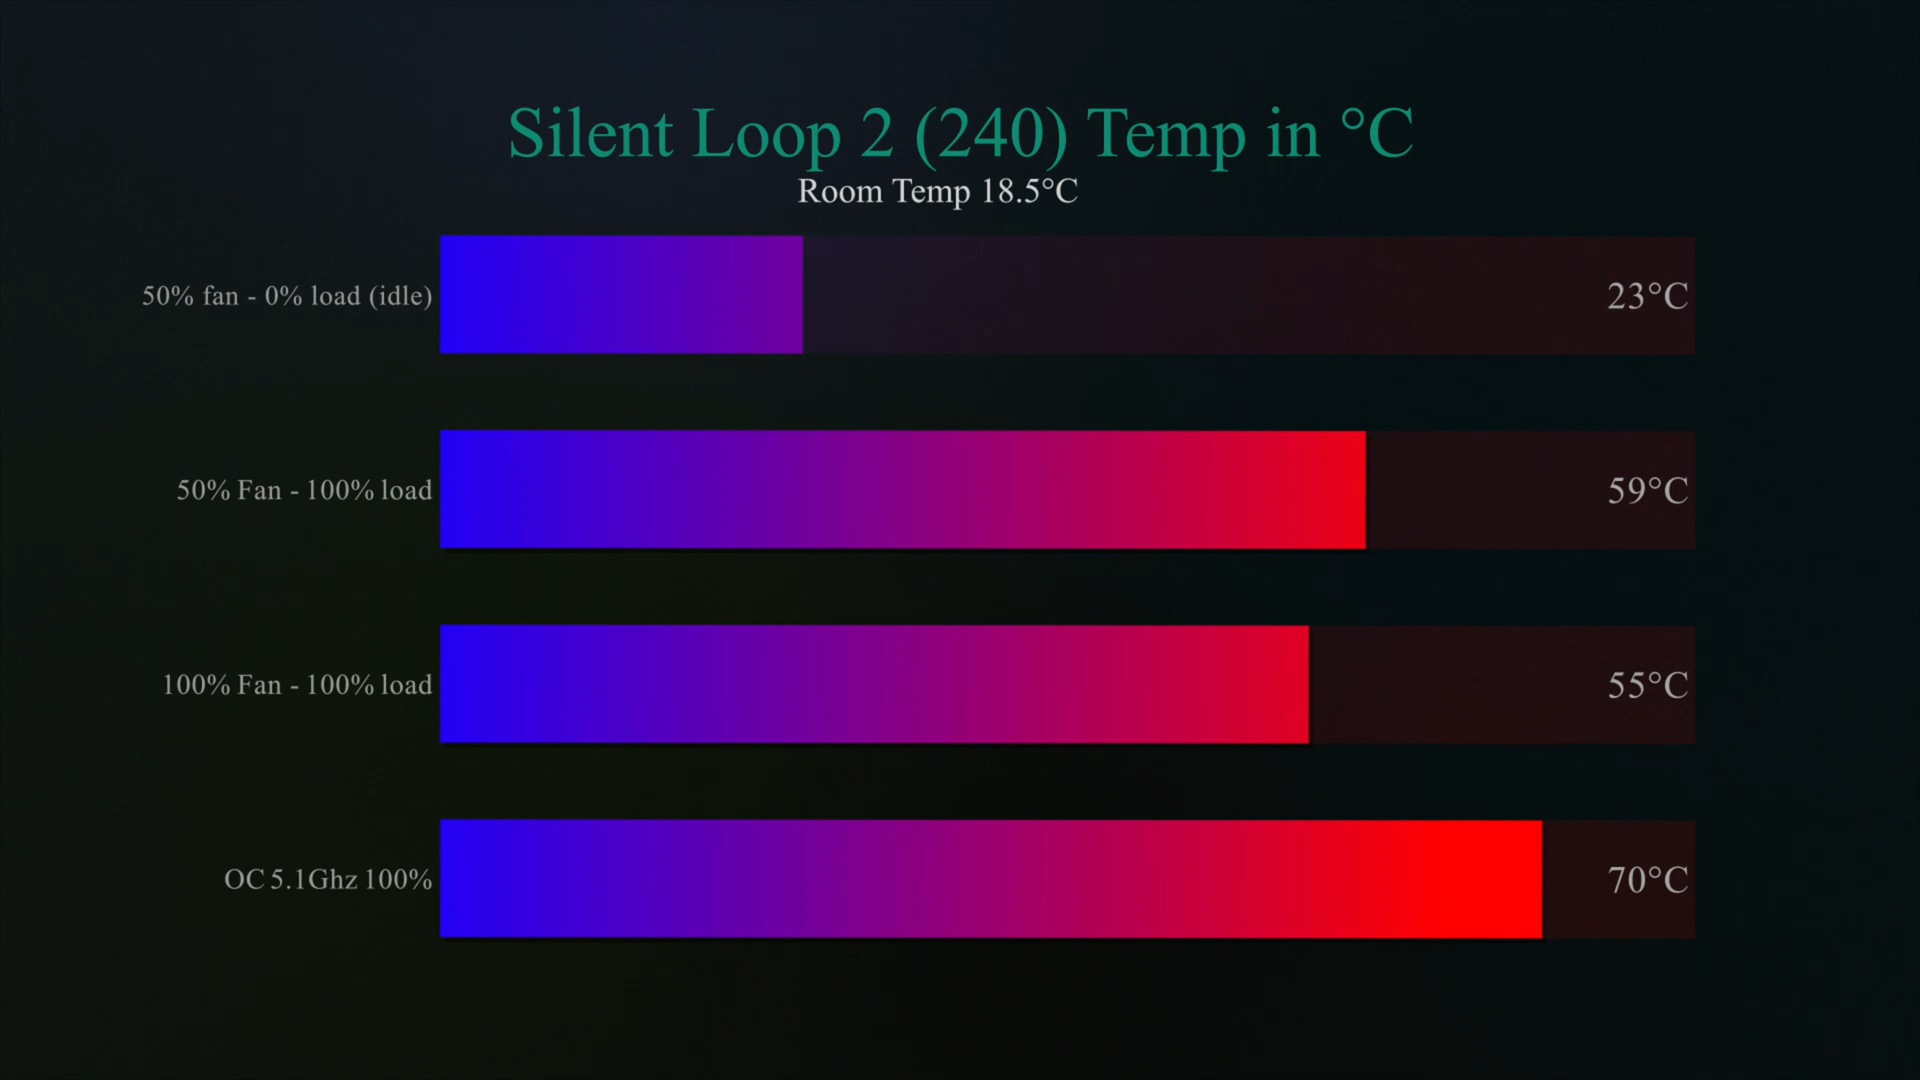 Silent Loop 2 (240) Temp in °C
Room Temp 18.5°C
50% fan - 0% load (idle) 23°C
50% Fan - 100% load 59°C
100% Fan - 100% load 55°C
OC 5.1Ghz 100% 70°C